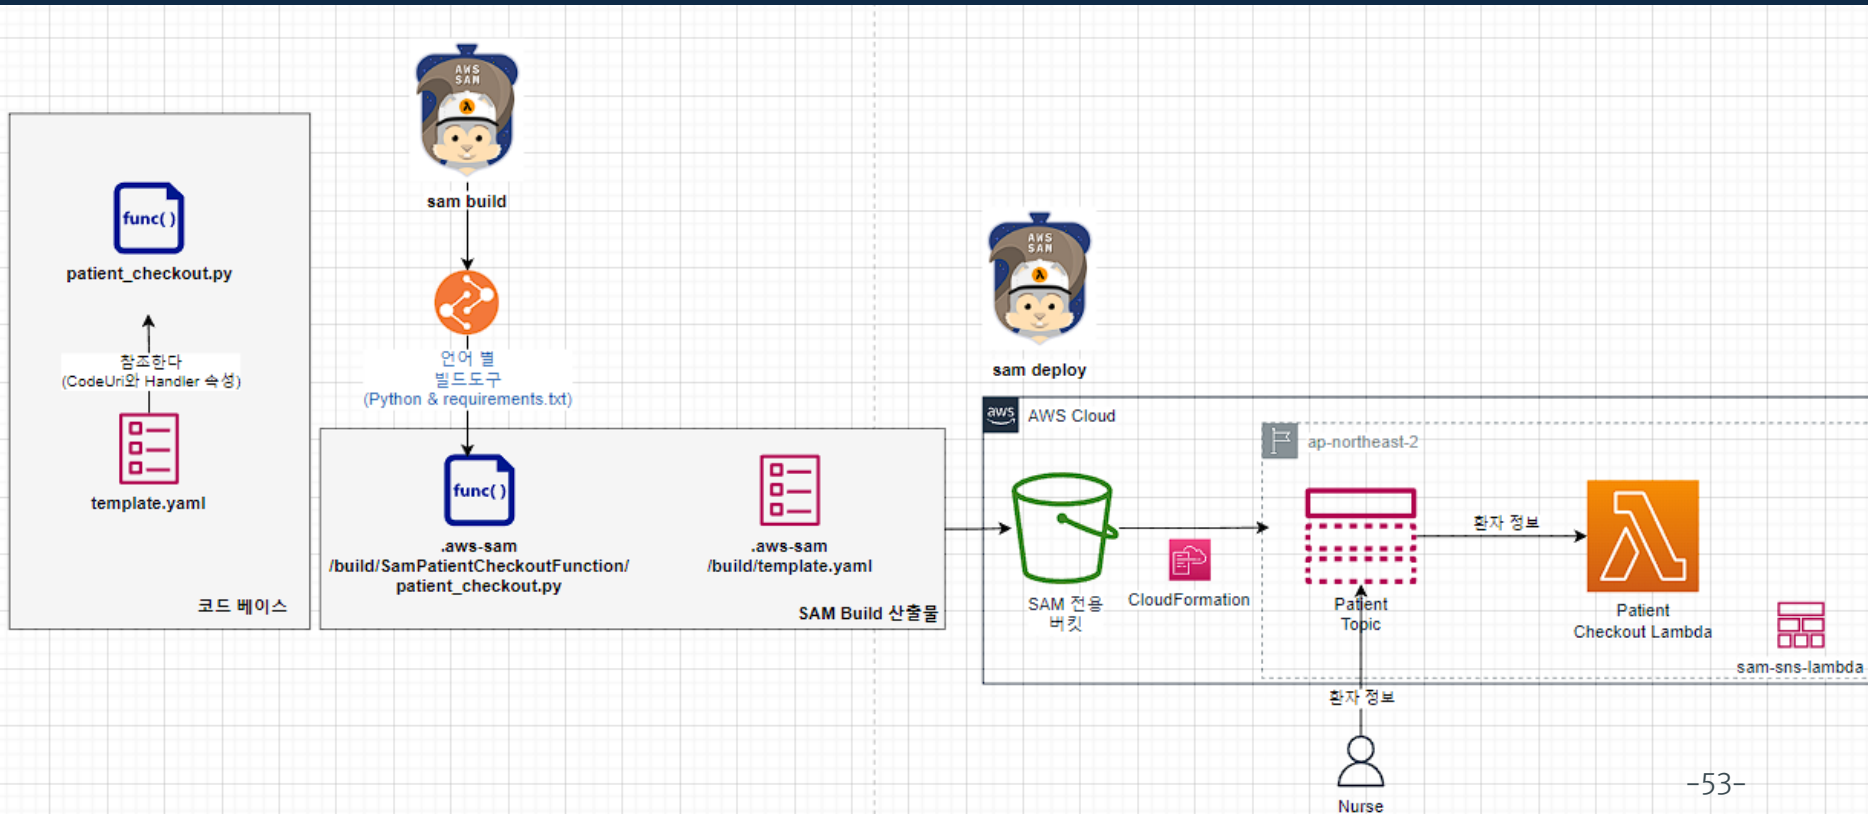 AWS
SAM
sam build
func( )
patient_checkout.py
참조한다
(CodeUri와 Handler 속성)
template.yaml
코드 베이스
언어 별
빌드도구
(Python & requirements.txt)
func( )
.aws-sam
/build/SamPatientCheckoutFunction/
patient_checkout.py
.aws-sam
/build/template.yaml
SAM Build 산출물
AWS
SAM
sam deploy
aws
AWS Cloud
ap-northeast-2
SAM 전용
버킷
CloudFormation
Patient
Topic
환자 정보
Patient
Checkout Lambda
sam-sns-lambda
환자 정보
Nurse
-53-